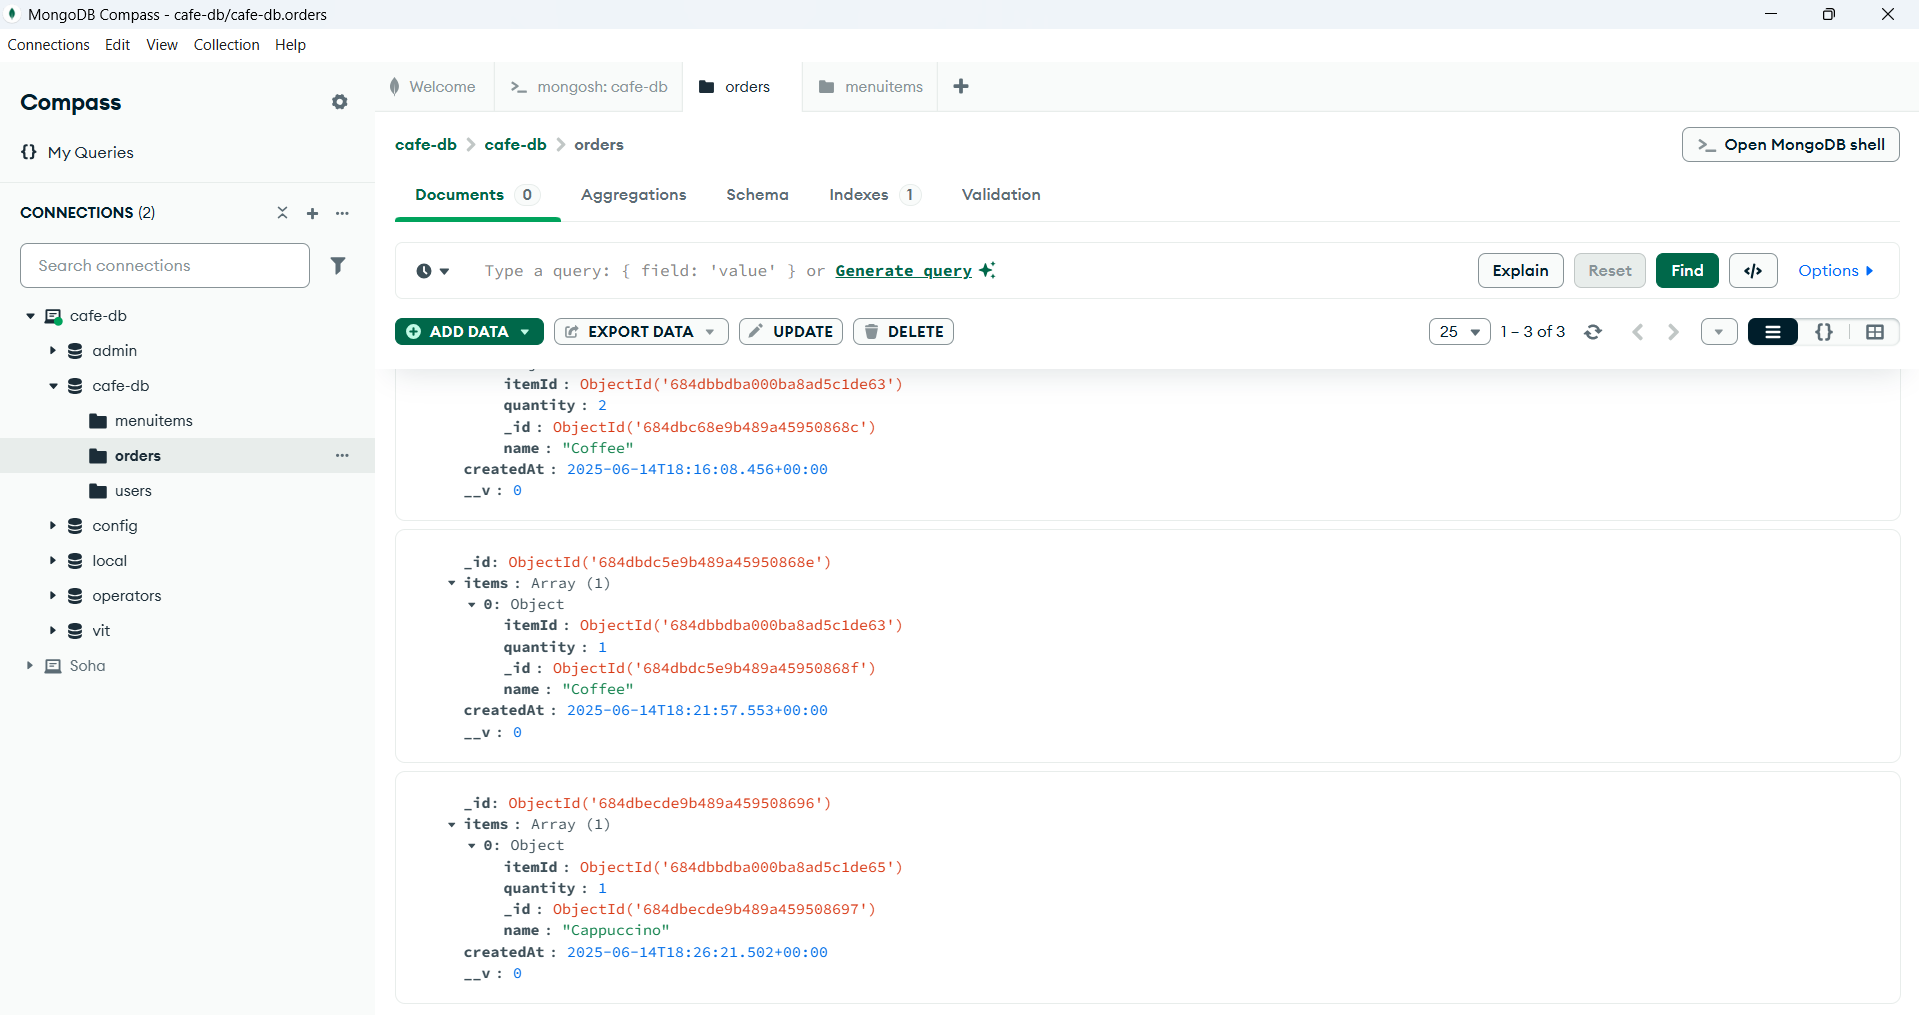 MongoDB Compass - cafe-db/cafe-db.orders
Connections Edit View Collection Help
Compass
{} My Queries
CONNECTIONS (2)
Search connections
cafe-db
admin
cafe-db
menuitems
orders
users
config
local
operators
vit
Soha
Welcome
>_ mongosh: cafe-db
orders
menuitems
cafe-db > cafe-db > orders
>_ Open MongoDB shell
Documents 0 Aggregations Schema Indexes 1 Validation
Type a query: { field: 'value' } or Generate query
Explain Reset Find </> Options
ADD DATA EXPORT DATA UPDATE DELETE
25 1 – 3 of 3 {}
itemId : ObjectId('684dbbdba000ba8ad5c1de63')
quantity : 2
_id : ObjectId('684dbc68e9b489a45950868c')
name : "Coffee"
createdAt : 2025-06-14T18:16:08.456+00:00
__v : 0
_id: ObjectId('684dbdc5e9b489a45950868e')
items : Array (1)
0: Object
itemId : ObjectId('684dbbdba000ba8ad5c1de63')
quantity : 1
_id : ObjectId('684dbdc5e9b489a45950868f')
name : "Coffee"
createdAt : 2025-06-14T18:21:57.553+00:00
__v : 0
_id: ObjectId('684dbecde9b489a459508696')
items : Array (1)
0: Object
itemId : ObjectId('684dbbdba000ba8ad5c1de65')
quantity : 1
_id : ObjectId('684dbecde9b489a459508697')
name : "Cappuccino"
createdAt : 2025-06-14T18:26:21.502+00:00
__v : 0